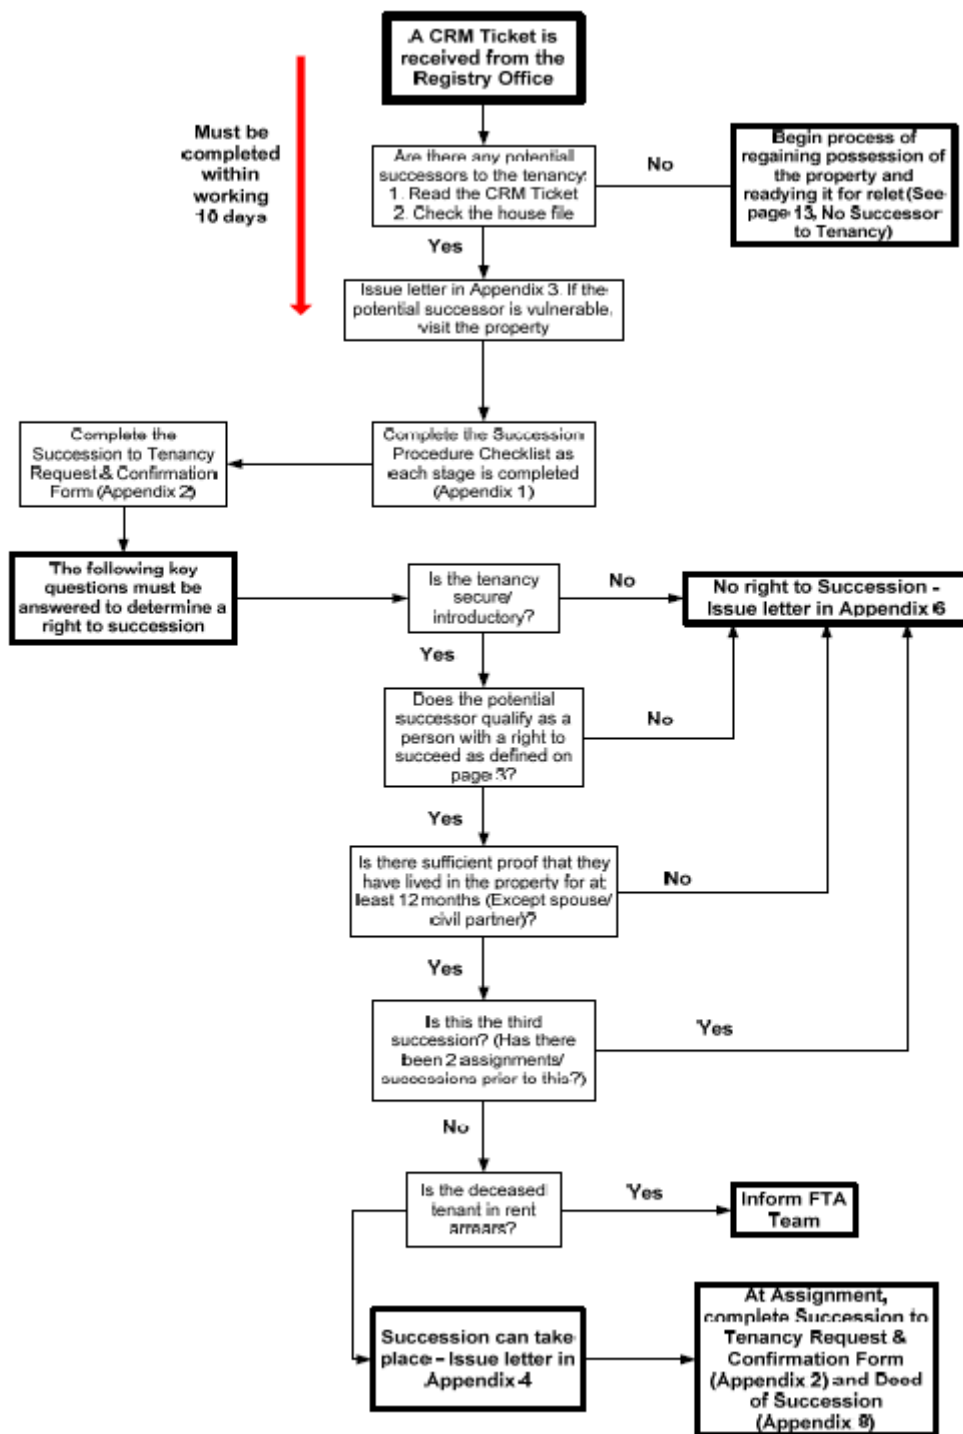 A CRM Ticket is
received from the
Registry Office
Must be
completed
within
working
10 days
Are there any potential
successors to the tenancy:
1. Read the CRM Ticket
2. Check the house file
No
Begin process of
regaining possession of
the property and
readying it for relet (See
page 13, No Successor
to Tenancy)
Yes
Issue letter in Appendix 3. If the
potential successor is vulnerable,
visit the property
Complete the
Succession to Tenancy
Request & Confirmation
Form (Appendix 2)
Complete the Succession
Procedure Checklist as
each stage is completed
(Appendix 1)
The following key
questions must be
answered to determine a
right to succession
Is the tenancy
secure/
introductory?
No
No right to Succession -
Issue letter in Appendix 6
Yes
Does the potential
successor qualify as a
person with a right to
succeed as defined on
page 3?
No
Yes
Is there sufficient proof that they
have lived in the property for at
least 12 months (Except spouse/
civil partner)?
No
Yes
Is this the third
succession? (Has there
been 2 assignments/
successions prior to this?)
Yes
No
Is the deceased
tenant in rent
arrears?
Yes
Inform FTA
Team
Succession can take
place - Issue letter in
Appendix 4
At Assignment,
complete Succession to
Tenancy Request &
Confirmation Form
(Appendix 2) and Deed
of Succession
(Appendix 8)